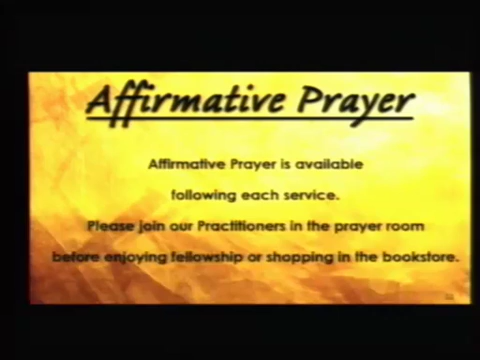 Affirmative Prayer
Affirmative Prayer is available
following each service.
Please join our Practitioners in the prayer room
before enjoying fellowship or shopping in the bookstore.